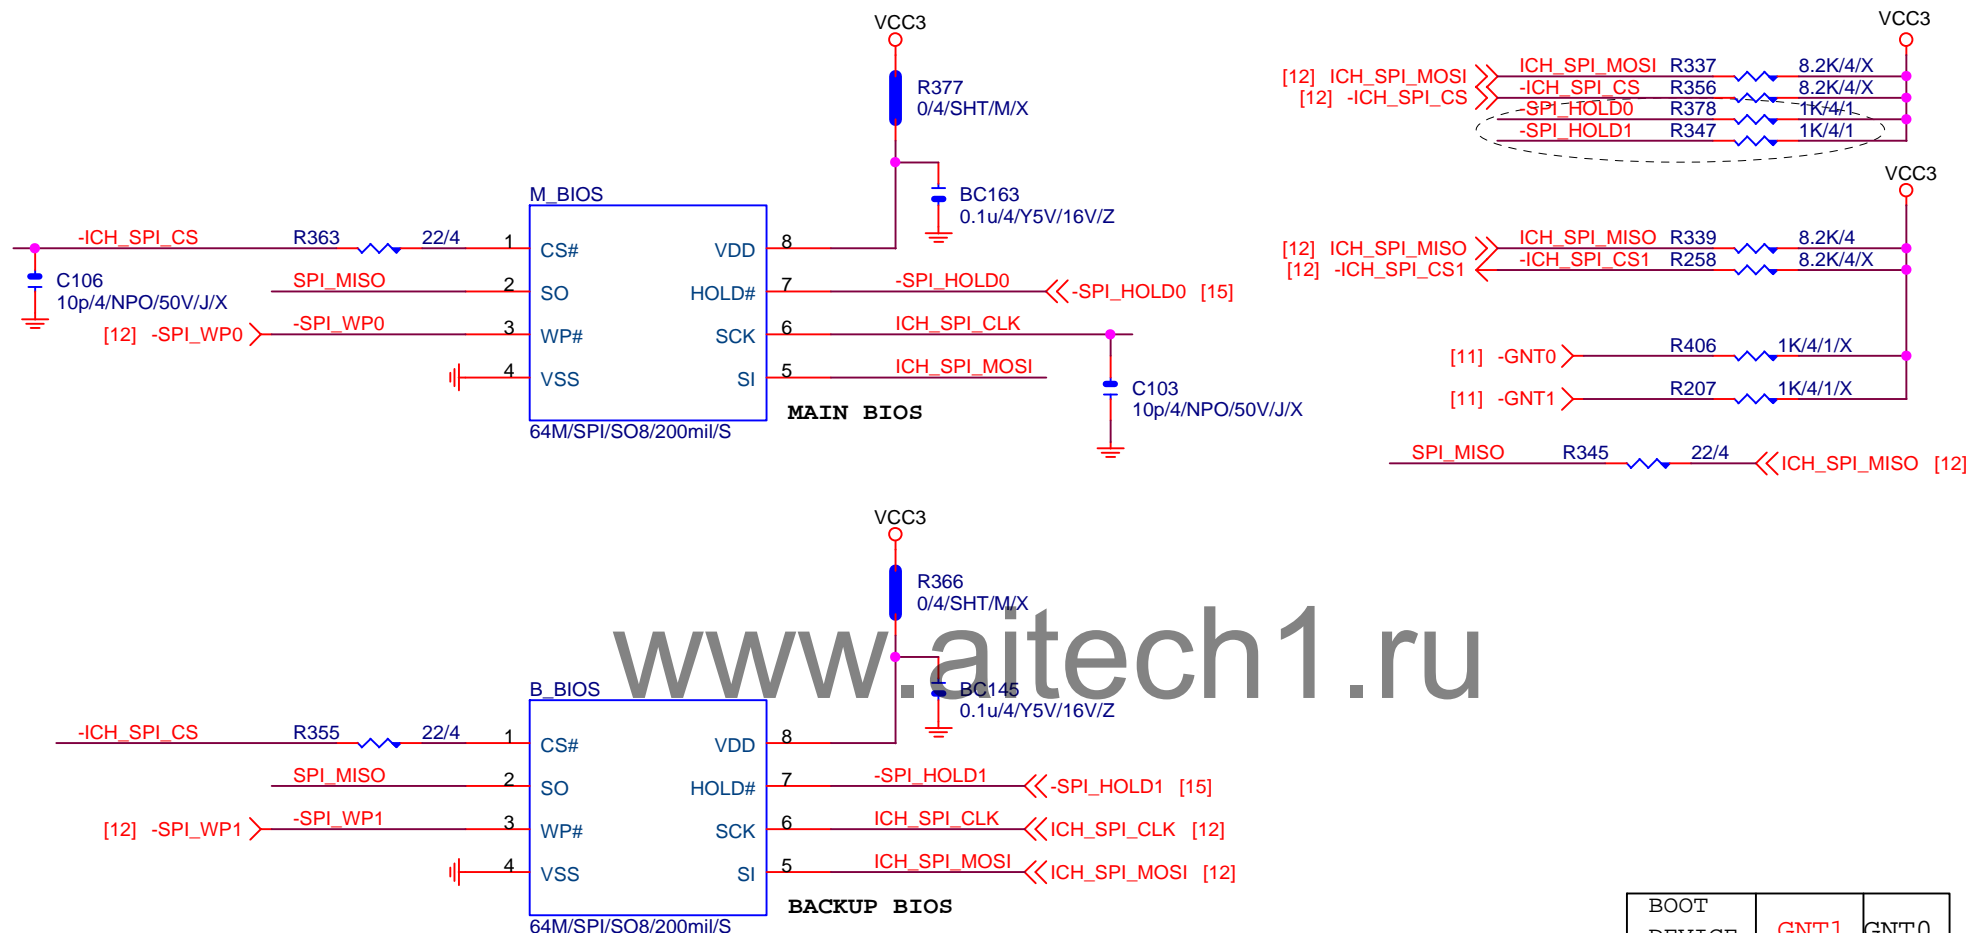 VCC3
R377
0/4/SHT/M/X
BC163
0.1u/4/Y5V/16V/Z
M_BIOS
-ICH_SPI_CS R363 22/4 1 CS# VDD 8
C106
10p/4/NPO/50V/J/X
SPI_MISO 2 SO HOLD# 7 -SPI_HOLD0 -SPI_HOLD0 [15]
[12] -SPI_WP0 -SPI_WP0 3 WP# SCK 6 ICH_SPI_CLK
4 VSS SI 5 ICH_SPI_MOSI
C103
10p/4/NPO/50V/J/X
MAIN BIOS
64M/SPI/SO8/200mil/S
VCC3
[12] ICH_SPI_MOSI ICH_SPI_MOSI R337 8.2K/4/X
[12] -ICH_SPI_CS -ICH_SPI_CS R356 8.2K/4/X
-SPI_HOLD0 R378 1K/4/1
-SPI_HOLD1 R347 1K/4/1
VCC3
[12] ICH_SPI_MISO ICH_SPI_MISO R339 8.2K/4
[12] -ICH_SPI_CS1 -ICH_SPI_CS1 R258 8.2K/4/X
[11] -GNT0 R406 1K/4/1/X
[11] -GNT1 R207 1K/4/1/X
SPI_MISO R345 22/4 ICH_SPI_MISO [12]
VCC3
R366
0/4/SHT/M/X
www.aitech1.ru
BC145
0.1u/4/Y5V/16V/Z
B_BIOS
-ICH_SPI_CS R355 22/4 1 CS# VDD 8
SPI_MISO 2 SO HOLD# 7 -SPI_HOLD1 -SPI_HOLD1 [15]
[12] -SPI_WP1 -SPI_WP1 3 WP# SCK 6 ICH_SPI_CLK ICH_SPI_CLK [12]
4 VSS SI 5 ICH_SPI_MOSI ICH_SPI_MOSI [12]
BACKUP BIOS
64M/SPI/SO8/200mil/S
BOOT
DEVICE GNT1 GNT0